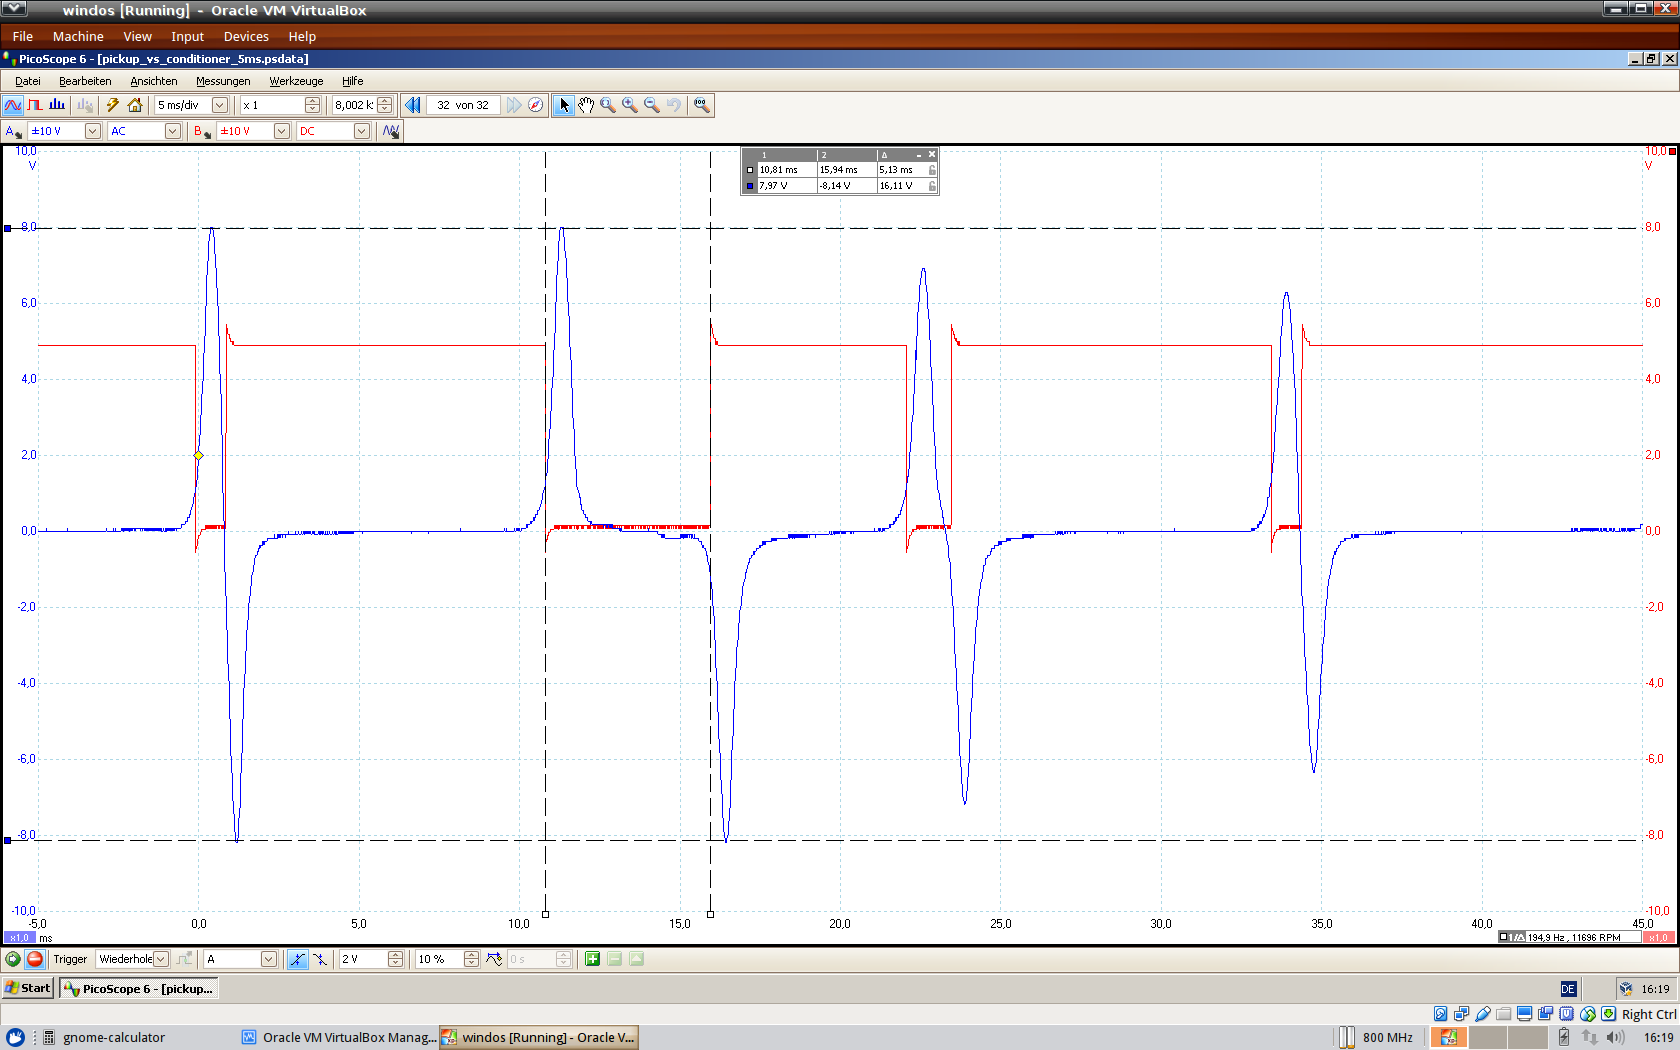 windos [Running] - Oracle VM VirtualBox
File Machine View Input Devices Help
PicoScope 6 - [pickup_vs_conditioner_5ms.psdata]
Datei Bearbeiten Ansichten Messungen Werkzeuge Hilfe
5 ms/div x 1 8,002 k 32 von 32
A ±10 V AC B ±10 V DC
10,0 10,0
V V
1 2 Δ
10,81 ms 15,94 ms 5,13 ms
7,97 V -8,14 V 16,11 V
8,0 8,0
6,0 6,0
4,0 4,0
2,0 2,0
0,0 0,0
-2,0 -2,0
-4,0 -4,0
-6,0 -6,0
-8,0 -8,0
-10,0 -10,0
-5,0 0,0 5,0 10,0 15,0 20,0 25,0 30,0 35,0 40,0 45,0
x1,0 ms 1/Δ 194,9 Hz , 11696 RPM x1,0
Trigger Wiederhole A 2 V 10 % 0 s
Start PicoScope 6 - [pickup... DE 16:19
Right Ctrl
gnome-calculator Oracle VM VirtualBox Manag... windos [Running] - Oracle V... 800 MHz XP 16:19